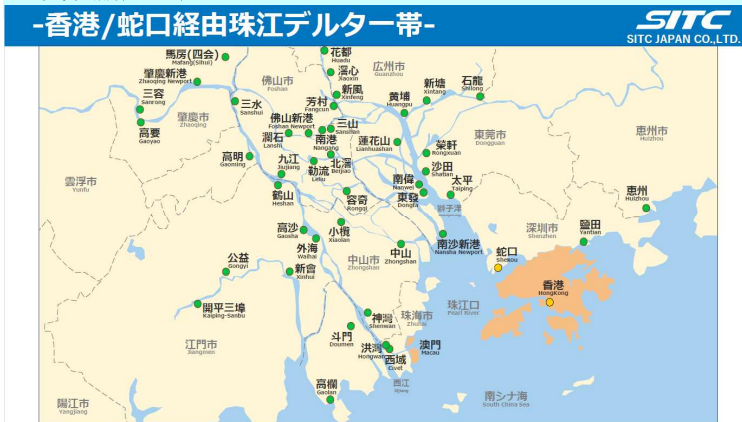 -香港/蛇口経由珠江デルター帯-
SITC
SITC JAPAN CO.,LTD.
馬房(四会)
Mafang(Sihui)
花都
Huadu
広州市
Guanzhou
肇慶新港
Zhaoqing Newport
滘心
Jiaoxin
石龍
Shilong
佛山市
Foshan
新風
Xinfeng
新塘
Xintang
三容
Sanrong
芳村
Fangcun
黄埔
Huangpu
三水
Sanshui
肇慶市
Zhaoqing
佛山新港
Foshan Newport
三山
Sanshan
高要
Gaoyao
瀾石
Lanshi
南港
Nangang
蓮花山
Lianhuashan
東莞市
Dongguan
恵州市
Huizhou
高明
Gaoming
九江
Jiujiang
勒流
Leliu
北滘
Beijiao
榮軒
Rongxuan
沙田
Shatian
雲浮市
Yunfu
南偉
Nanwei
太平
Taiping
鶴山
Heshan
容奇
Rongqi
東發
Dongfa
獅子洋
恵州
Huizhou
高沙
Gaosha
小欖
Xiaolan
深圳市
Shenzhen
鹽田
Yantian
外海
Waihai
中山
Zhongshan
南沙新港
Nansha Newport
公益
Gongyi
中山市
Zhongshan
蛇口
Shekou
新會
Xinhui
香港
HongKong
開平三埠
Kaiping-Sanbu
神灣
Shenwan
珠海市
Zhuhai
珠江口
Pearl River
斗門
Doumen
江門市
Jiangmen
洪灣
Hongwan
澳門
Macau
西域
Civet
高欄
Gaolan
西江
Xijiang
南シナ海
South China Sea
陽江市
Yangjiang